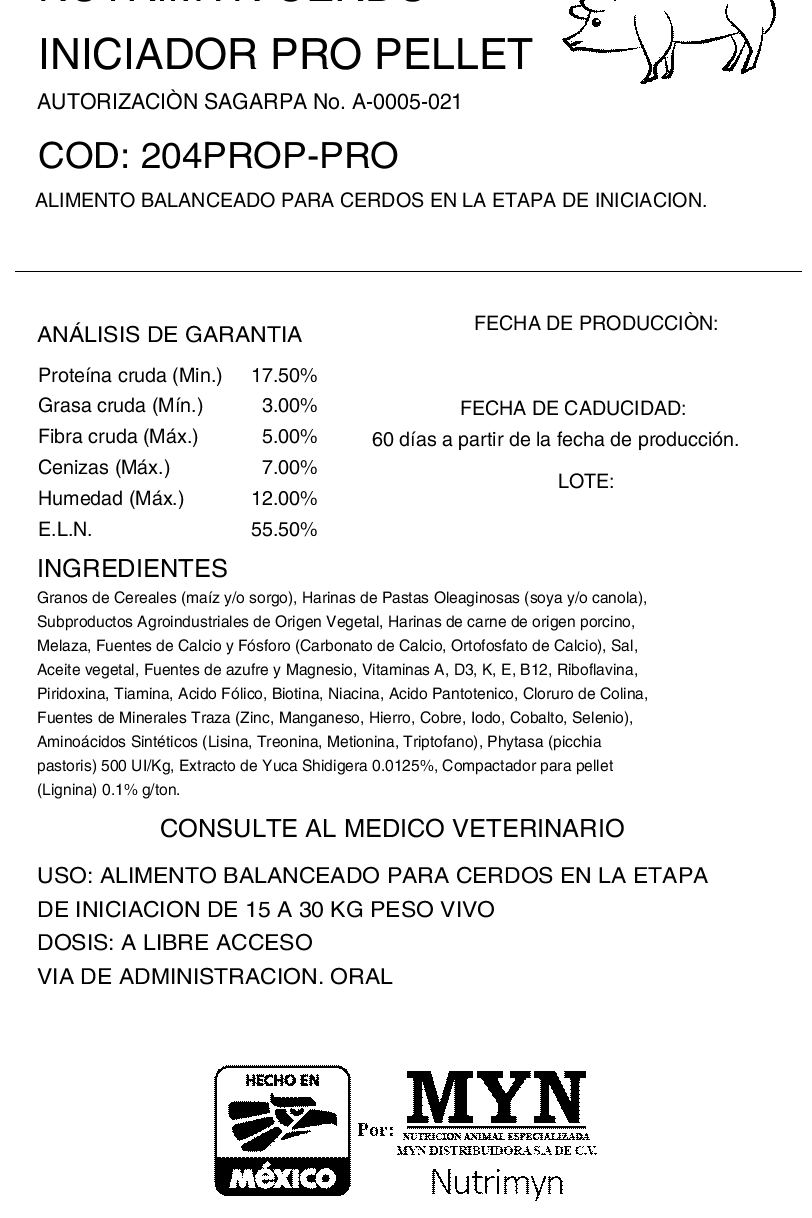 INICIADOR PRO PELLET
AUTORIZACIÒN SAGARPA No. A-0005-021
COD: 204PROP-PRO
ALIMENTO BALANCEADO PARA CERDOS EN LA ETAPA DE INICIACION.
ANÁLISIS DE GARANTIA
Proteína cruda (Min.) 17.50%
Grasa cruda (Mín.) 3.00%
Fibra cruda (Máx.) 5.00%
Cenizas (Máx.) 7.00%
Humedad (Máx.) 12.00%
E.L.N. 55.50%
FECHA DE PRODUCCIÒN:
FECHA DE CADUCIDAD:
60 días a partir de la fecha de producción.
LOTE:
INGREDIENTES
Granos de Cereales (maíz y/o sorgo), Harinas de Pastas Oleaginosas (soya y/o canola),
Subproductos Agroindustriales de Origen Vegetal, Harinas de carne de origen porcino,
Melaza, Fuentes de Calcio y Fósforo (Carbonato de Calcio, Ortofosfato de Calcio), Sal,
Aceite vegetal, Fuentes de azufre y Magnesio, Vitaminas A, D3, K, E, B12, Riboflavina,
Piridoxina, Tiamina, Acido Fólico, Biotina, Niacina, Acido Pantotenico, Cloruro de Colina,
Fuentes de Minerales Traza (Zinc, Manganeso, Hierro, Cobre, Iodo, Cobalto, Selenio),
Aminoácidos Sintéticos (Lisina, Treonina, Metionina, Triptofano), Phytasa (picchia
pastoris) 500 UI/Kg, Extracto de Yuca Shidigera 0.0125%, Compactador para pellet
(Lignina) 0.1% g/ton.
CONSULTE AL MEDICO VETERINARIO
USO: ALIMENTO BALANCEADO PARA CERDOS EN LA ETAPA
DE INICIACION DE 15 A 30 KG PESO VIVO
DOSIS: A LIBRE ACCESO
VIA DE ADMINISTRACION. ORAL
HECHO EN
MéXICO
Por:
MYN
NUTRICION ANIMAL ESPECIALIZADA
MYN DISTRIBUIDORA S.A DE C.V.
Nutrimyn